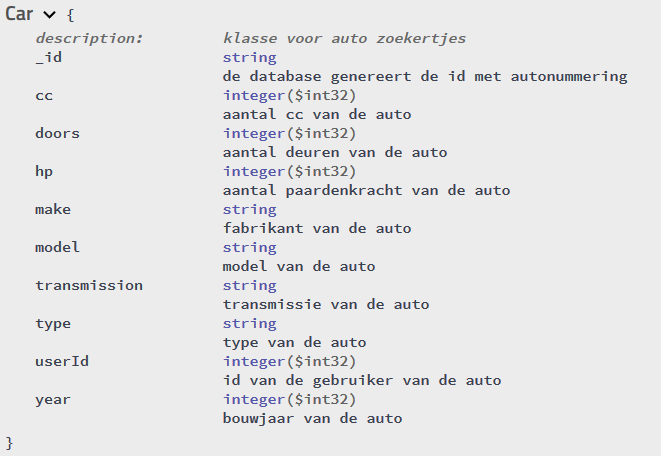 Car {
description: klasse voor auto zoekertjes
_id string
de database genereert de id met autonummering
cc integer($int32)
aantal cc van de auto
doors integer($int32)
aantal deuren van de auto
hp integer($int32)
aantal paardenkracht van de auto
make string
fabrikant van de auto
model string
model van de auto
transmission string
transmissie van de auto
type string
type van de auto
userId integer($int32)
id van de gebruiker van de auto
year integer($int32)
bouwjaar van de auto
}